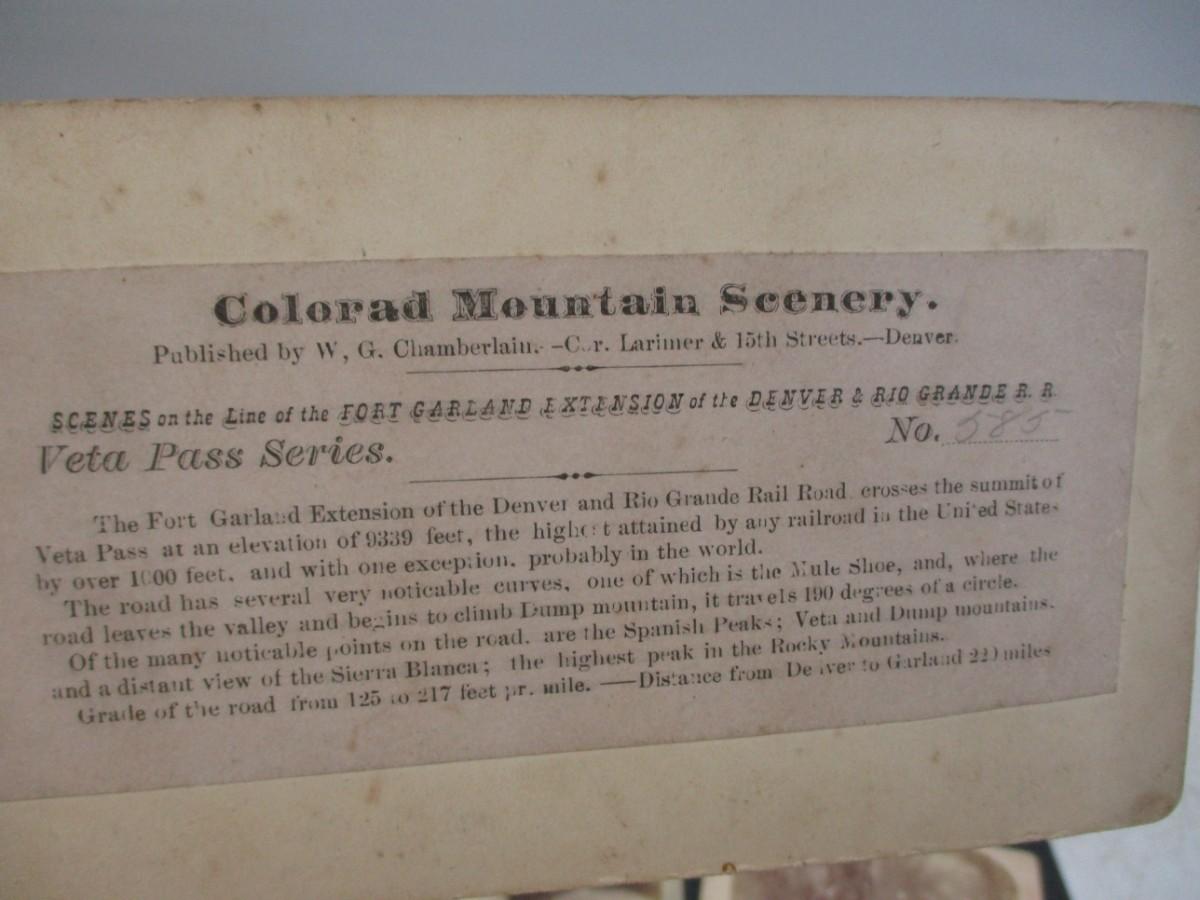 Colorad Mountain Scenery.
Published by W, G. Chamberlain.--Cor. Larimer & 15th Streets.—Denver.
SCENES on the Line of the FORT GARLAND EXTENSION of the DENVER & RIO GRANDE R. R.
Veta Pass Series.
No. 585
The Fort Garland Extension of the Denver and Rio Grande Rail Road crosses the summit of
Veta Pass at an elevation of 9339 feet, the highest attained by any railroad in the United States
by over 1000 feet. and with one exception. probably in the world.
The road has several very noticable curves, one of which is the Mule Shoe, and, where the
road leaves the valley and begins to climb Dump mountain, it travels 190 degrees of a circle.
Of the many noticable points on the road. are the Spanish Peaks; Veta and Dump mountains.
and a distant view of the Sierra Blanca; the highest peak in the Rocky Mountains.
Grade of the road from 125 to 217 feet pr. mile. — Distance from Denver to Garland 220 miles